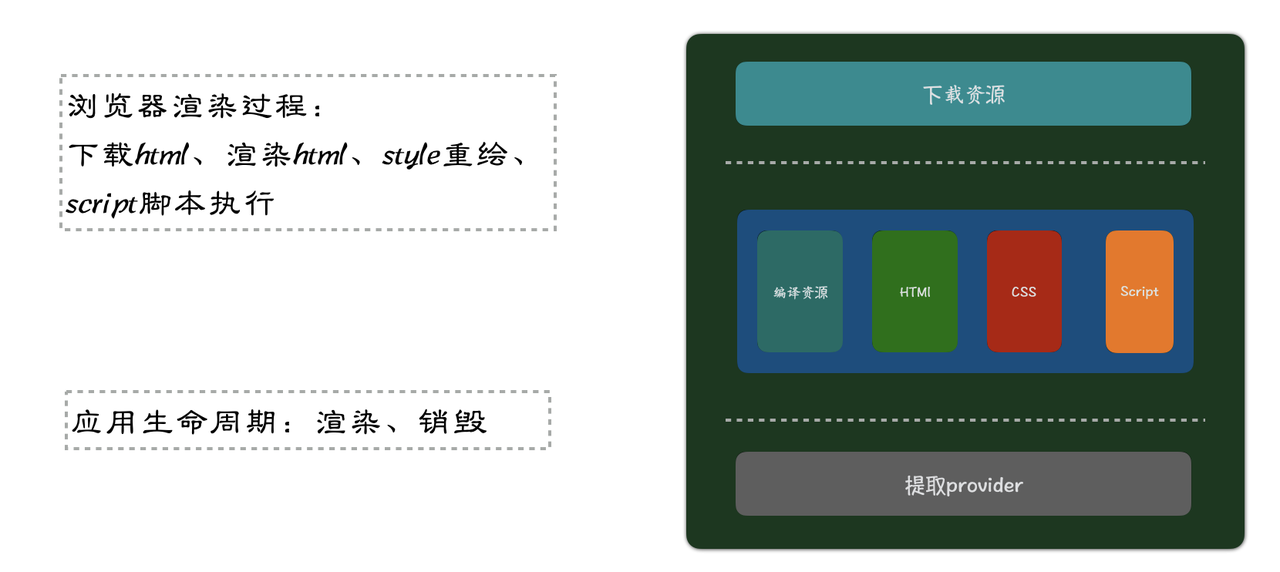 浏览器渲染过程：
下载html、渲染html、style重绘、
script脚本执行
应用生命周期：渲染、销毁
下载资源
编译资源
HTMl
CSS
Script
提取provider